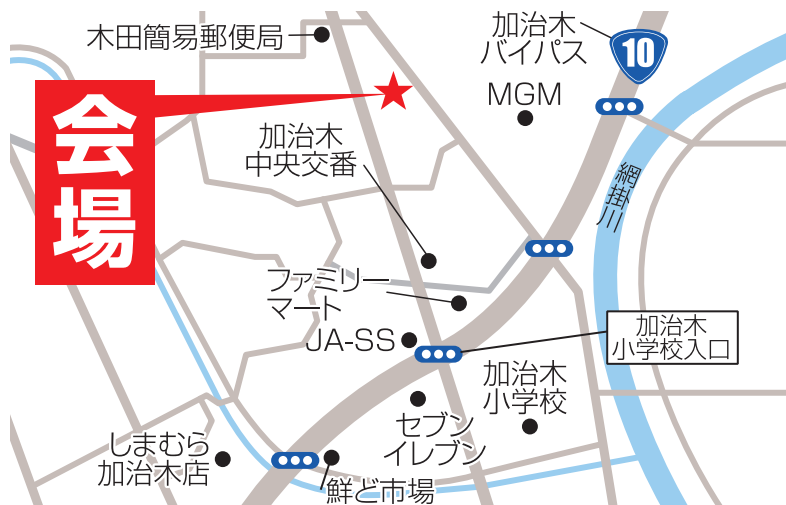 木田簡易郵便局
加治木
バイパス
10
MGM
会場
加治木
中央交番
網掛川
ファミリー
マート
JA-SS
加治木
小学校入口
加治木
小学校
セブン
イレブン
しまむら
加治木店
鮮ど市場